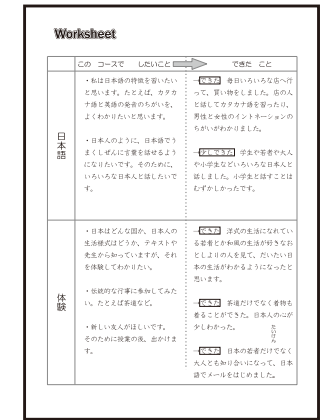 Worksheet
この　コースで　　したいこと
できた　こと
日本語
・私は日本語の特徴を習いたい
と思います。たとえば、カタカ
ナ語と英語の発音のちがいを、
よくわかりたいと思います。
・日本人のように、日本語でう
まくしぜんに言葉を話せるよう
になりたいです。そのために、
いろいろな日本人と話したいで
す。
→できた　毎日いろいろな店へ行
って、買い物をしました。店の人
と話してカタカナ語を習ったり、
男性と女性のイントネーションの
ちがいがわかりました。
→少しできた　学生や若者や大人
や小学生などいろいろな日本人と
話しました。小学生と話すことは
むずかしかったです。
体験
・日本はどんな国か、日本人の
生活様式はどうか、テキストや
先生から知っていますが、それ
を体験してわかりたい。
・伝統的な行事に参加してみた
い。たとえば茶道など。
・新しい友人がほしいです。
そのために授業の後、出かけま
す。
→できた　洋式の生活になれてい
る若者とか和風の生活が好きなお
としよりの人を見て、だいたい日
本の生活がわかるようになったと
思います。
→できた　茶道だけでなく着物も
着ることができた。日本人の心が
少しわかった。
たいけん
→できた　日本の若者だけでなく
大人とも知り合いになって、日本
語でメールをはじめました。